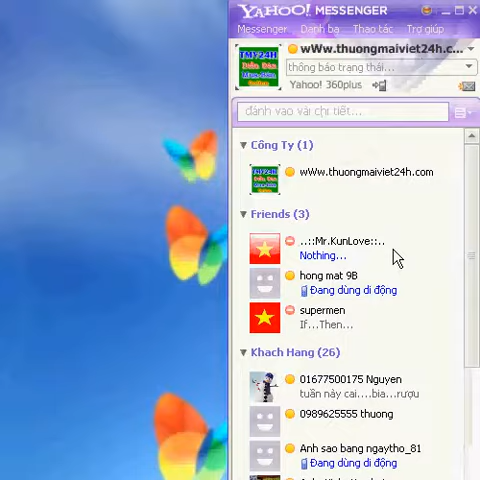 YAHOO! MESSENGER
Messenger Danh bạ Thao tác Trợ giúp
TMV24H
wWw.thuongmaiviet24h.c...
thông báo trạng thái...
Yahoo! 360plus
đánh vào vài chi tiết...
Công Ty (1)
TMV24H
wWw.thuongmaiviet24h.com
Friends (3)
..::Mr.KunLove::..
Nothing...
hong mat 9B
Đang dùng di động
supermen
If...Then...
Khach Hang (26)
01677500175 Nguyen
tuần này cai....bia...rượu
0989625555 thuong
Anh sao bang ngaytho_81
Đang dùng di động